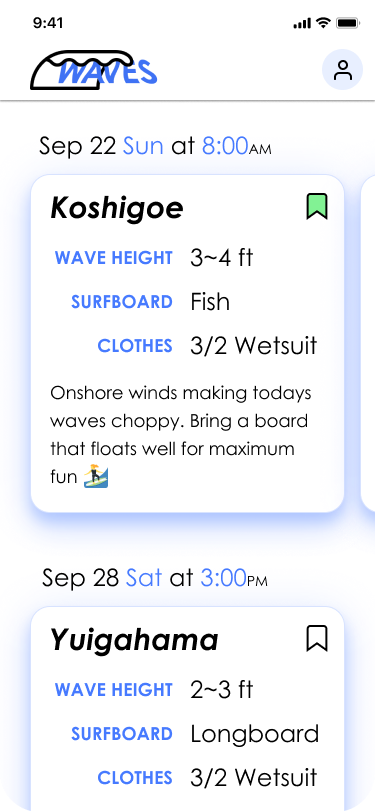 9:41
WAVES
Sep 22 Sun at 8:00AM
Koshigoe
WAVE HEIGHT 3~4 ft
SURFBOARD Fish
CLOTHES 3/2 Wetsuit
Onshore winds making todays
waves choppy. Bring a board
that floats well for maximum
fun 🏄
Sep 28 Sat at 3:00PM
Yuigahama
WAVE HEIGHT 2~3 ft
SURFBOARD Longboard
CLOTHES 3/2 Wetsuit